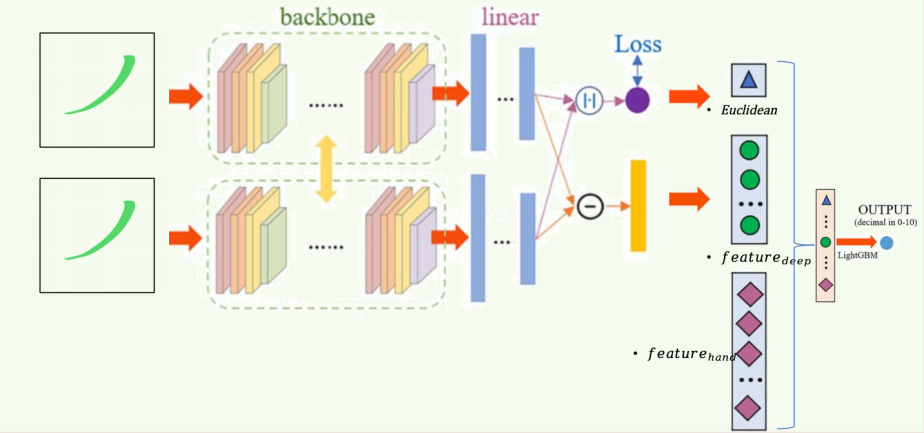 backbone
linear
Loss
......
...
|·|
• Euclidean
−
......
...
• feature_deep
OUTPUT
(decimal in 0-10)
LightGBM
• feature_hand